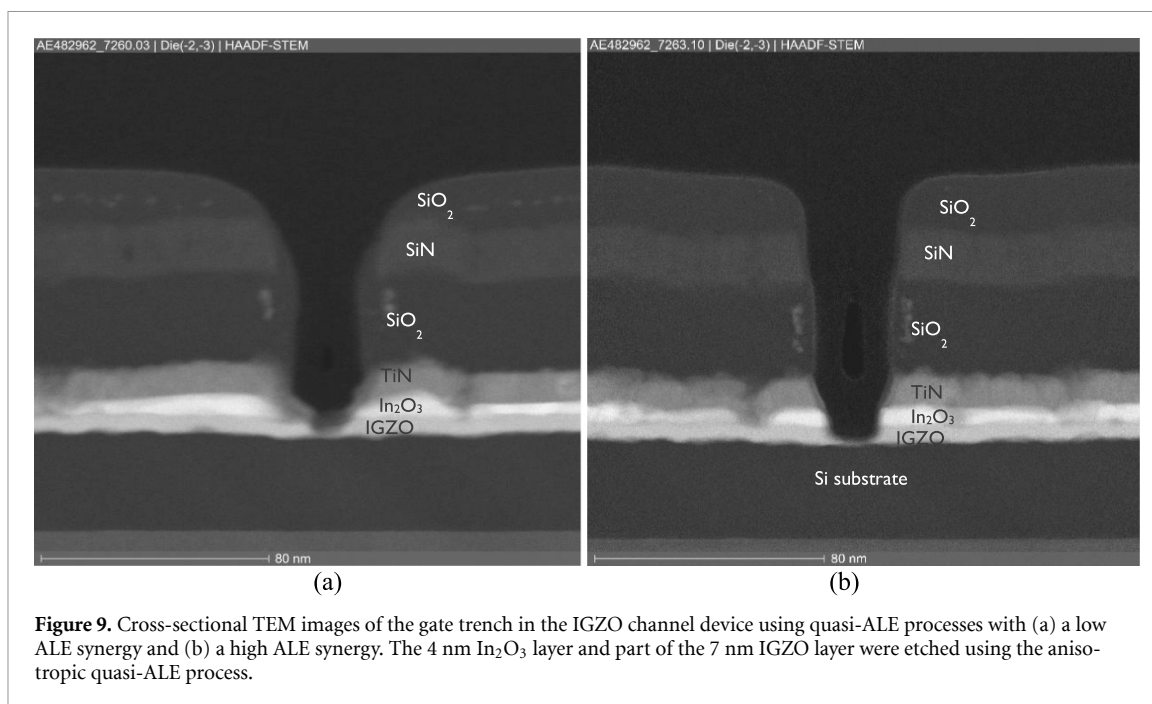 AE482962_7260.03 | Die(-2,-3) | HAADF-STEM
SiO2
SiN
SiO2
TiN
In2O3
IGZO
80 nm
(a)
AE482962_7263.10 | Die(-2,-3) | HAADF-STEM
SiO2
SiN
SiO2
TiN
In2O3
IGZO
Si substrate
80 nm
(b)
Figure 9. Cross-sectional TEM images of the gate trench in the IGZO channel device using quasi-ALE processes with (a) a low
ALE synergy and (b) a high ALE synergy. The 4 nm In2O3 layer and part of the 7 nm IGZO layer were etched using the aniso-
tropic quasi-ALE process.